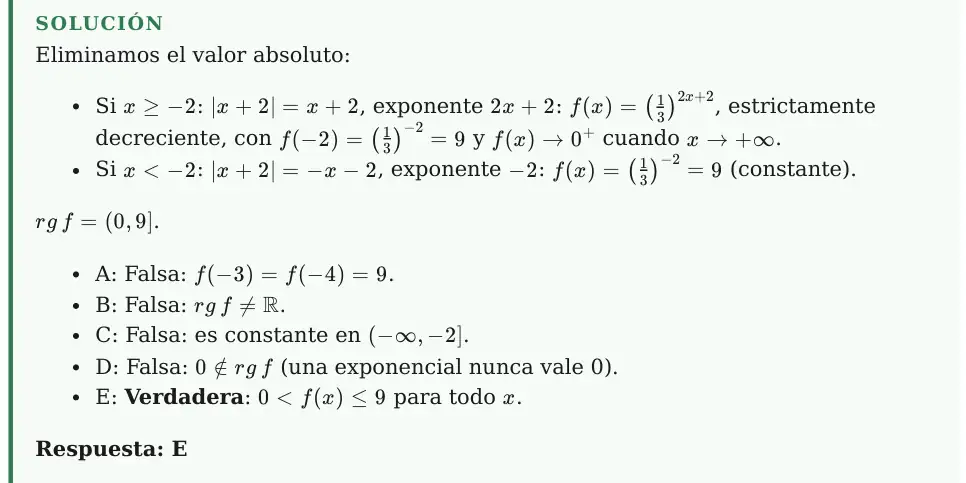 SOLUCIÓN
Eliminamos el valor absoluto:
• Si x ≥ −2: |x + 2| = x + 2, exponente 2x + 2: f(x) = (1/3)^{2x+2}, estrictamente
decreciente, con f(−2) = (1/3)^{−2} = 9 y f(x) → 0⁺ cuando x → +∞.
• Si x < −2: |x + 2| = −x − 2, exponente −2: f(x) = (1/3)^{−2} = 9 (constante).
rg f = (0, 9].
• A: Falsa: f(−3) = f(−4) = 9.
• B: Falsa: rg f ≠ ℝ.
• C: Falsa: es constante en (−∞, −2].
• D: Falsa: 0 ∉ rg f (una exponencial nunca vale 0).
• E: Verdadera: 0 < f(x) ≤ 9 para todo x.
Respuesta: E